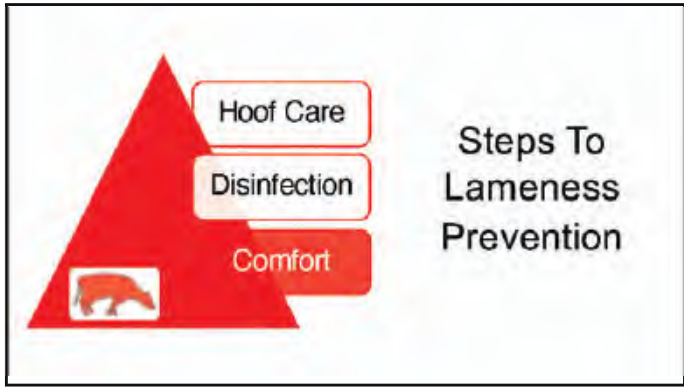 Hoof Care
Disinfection
Comfort
Steps To
Lameness
Prevention